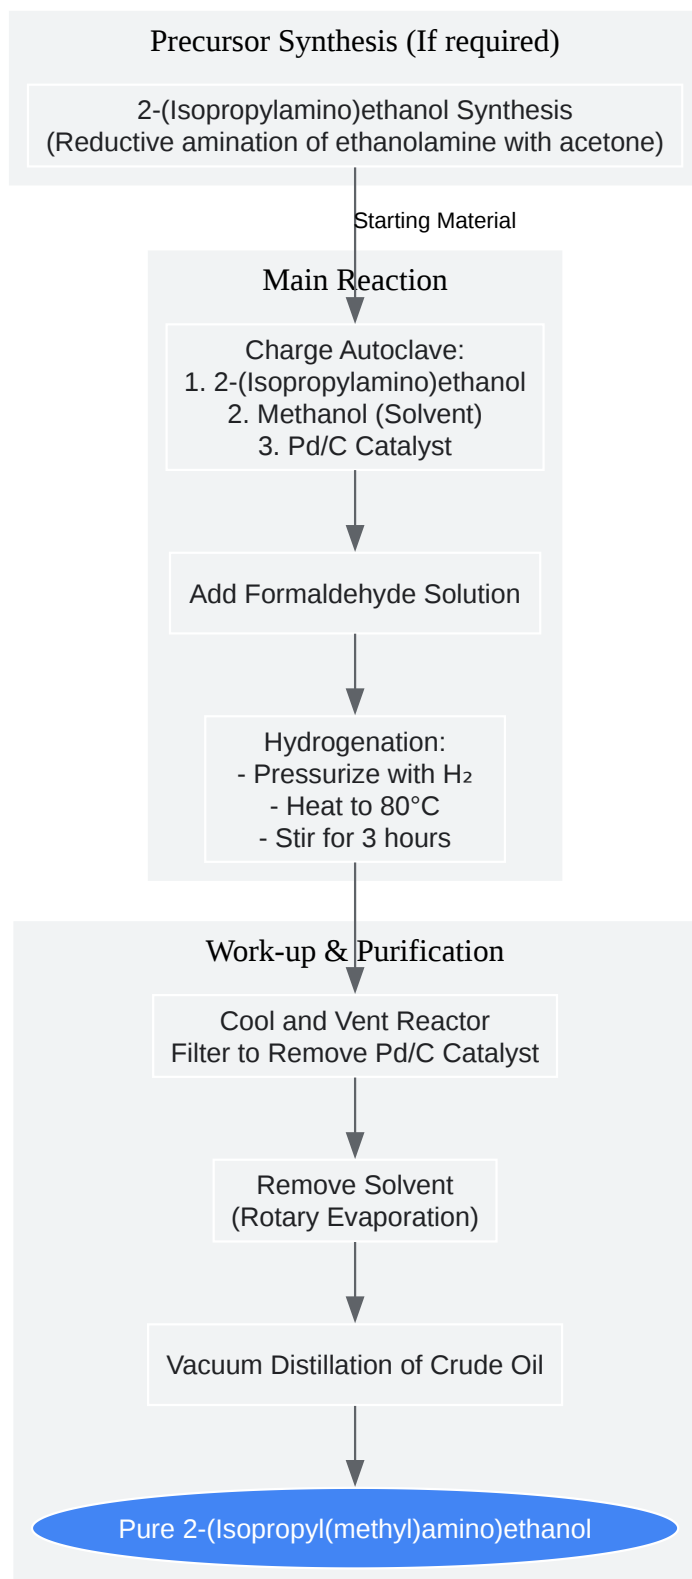 Precursor Synthesis (If required)
2-(Isopropylamino)ethanol Synthesis
(Reductive amination of ethanolamine with acetone)
Starting Material
Main Reaction
Charge Autoclave:
1. 2-(Isopropylamino)ethanol
2. Methanol (Solvent)
3. Pd/C Catalyst
Add Formaldehyde Solution
Hydrogenation:
- Pressurize with H₂
- Heat to 80°C
- Stir for 3 hours
Work-up & Purification
Cool and Vent Reactor
Filter to Remove Pd/C Catalyst
Remove Solvent
(Rotary Evaporation)
Vacuum Distillation of Crude Oil
Pure 2-(Isopropyl(methyl)amino)ethanol